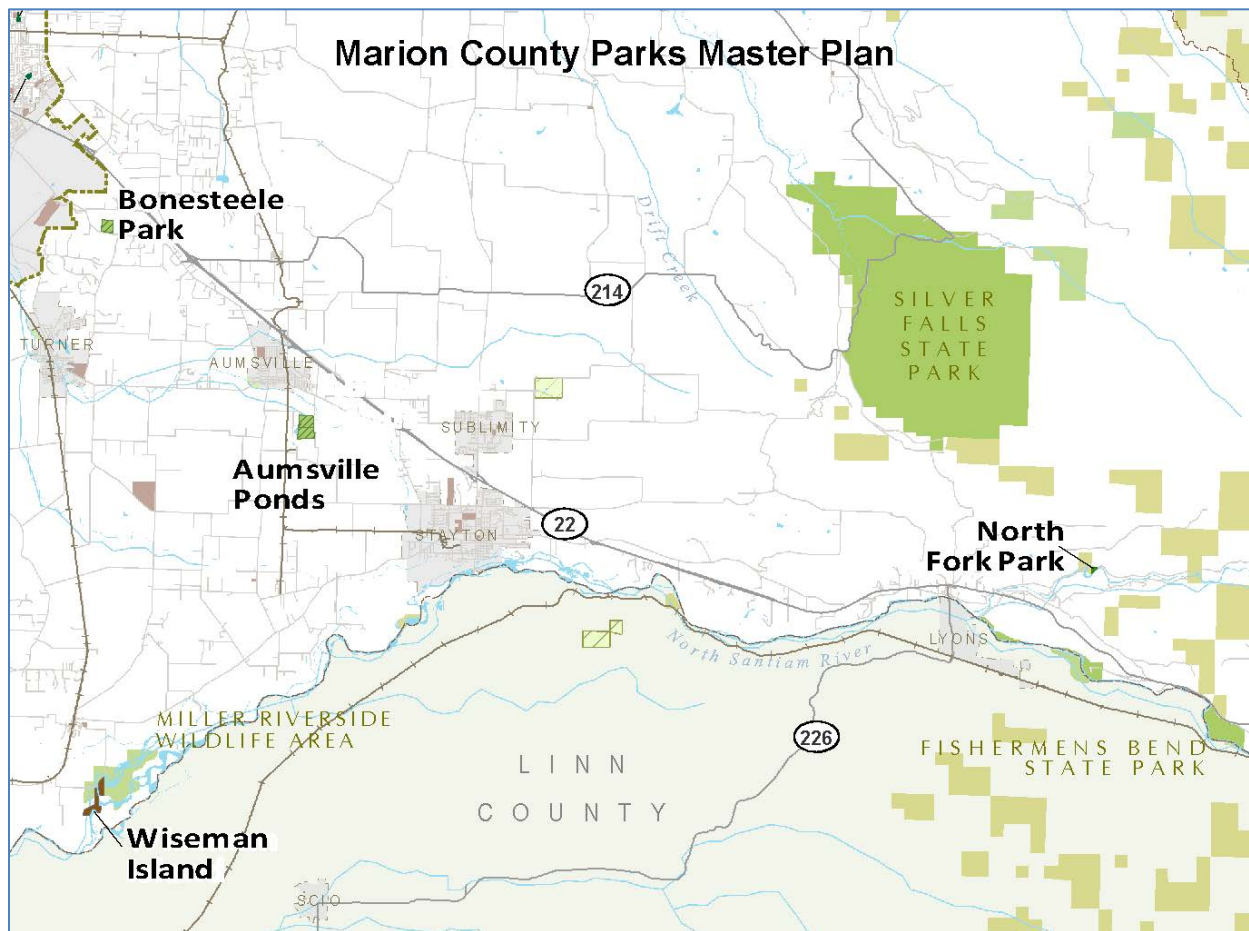 Marion County Parks Master Plan
Bonesteele
Park
Drift Creek
214
SILVER
FALLS
STATE
PARK
TURNER
AUMSVILLE
SUBLIMITY
Aumsville
Ponds
22
STAYTON
North
Fork Park
LYONS
North Santiam River
MILLER RIVERSIDE
WILDLIFE AREA
226
FISHERMENS BEND
STATE PARK
LINN
COUNTY
Wiseman
Island
SCIO